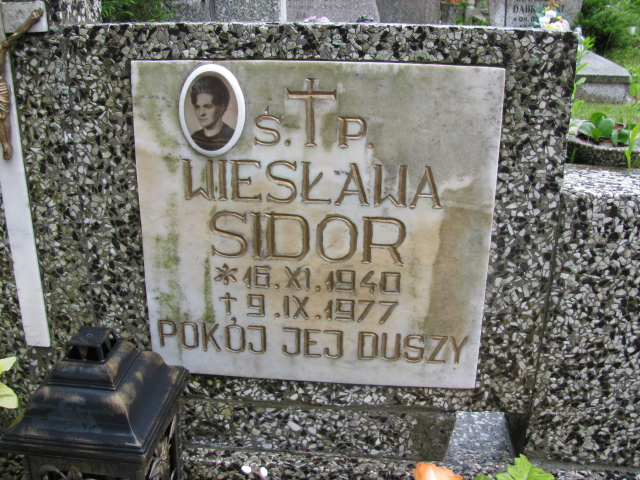 Ś. P.
WIESŁAWA
SIDOR
* 16. XI. 1940
† 9. IX. 1977
POKÓJ JEJ DUSZY